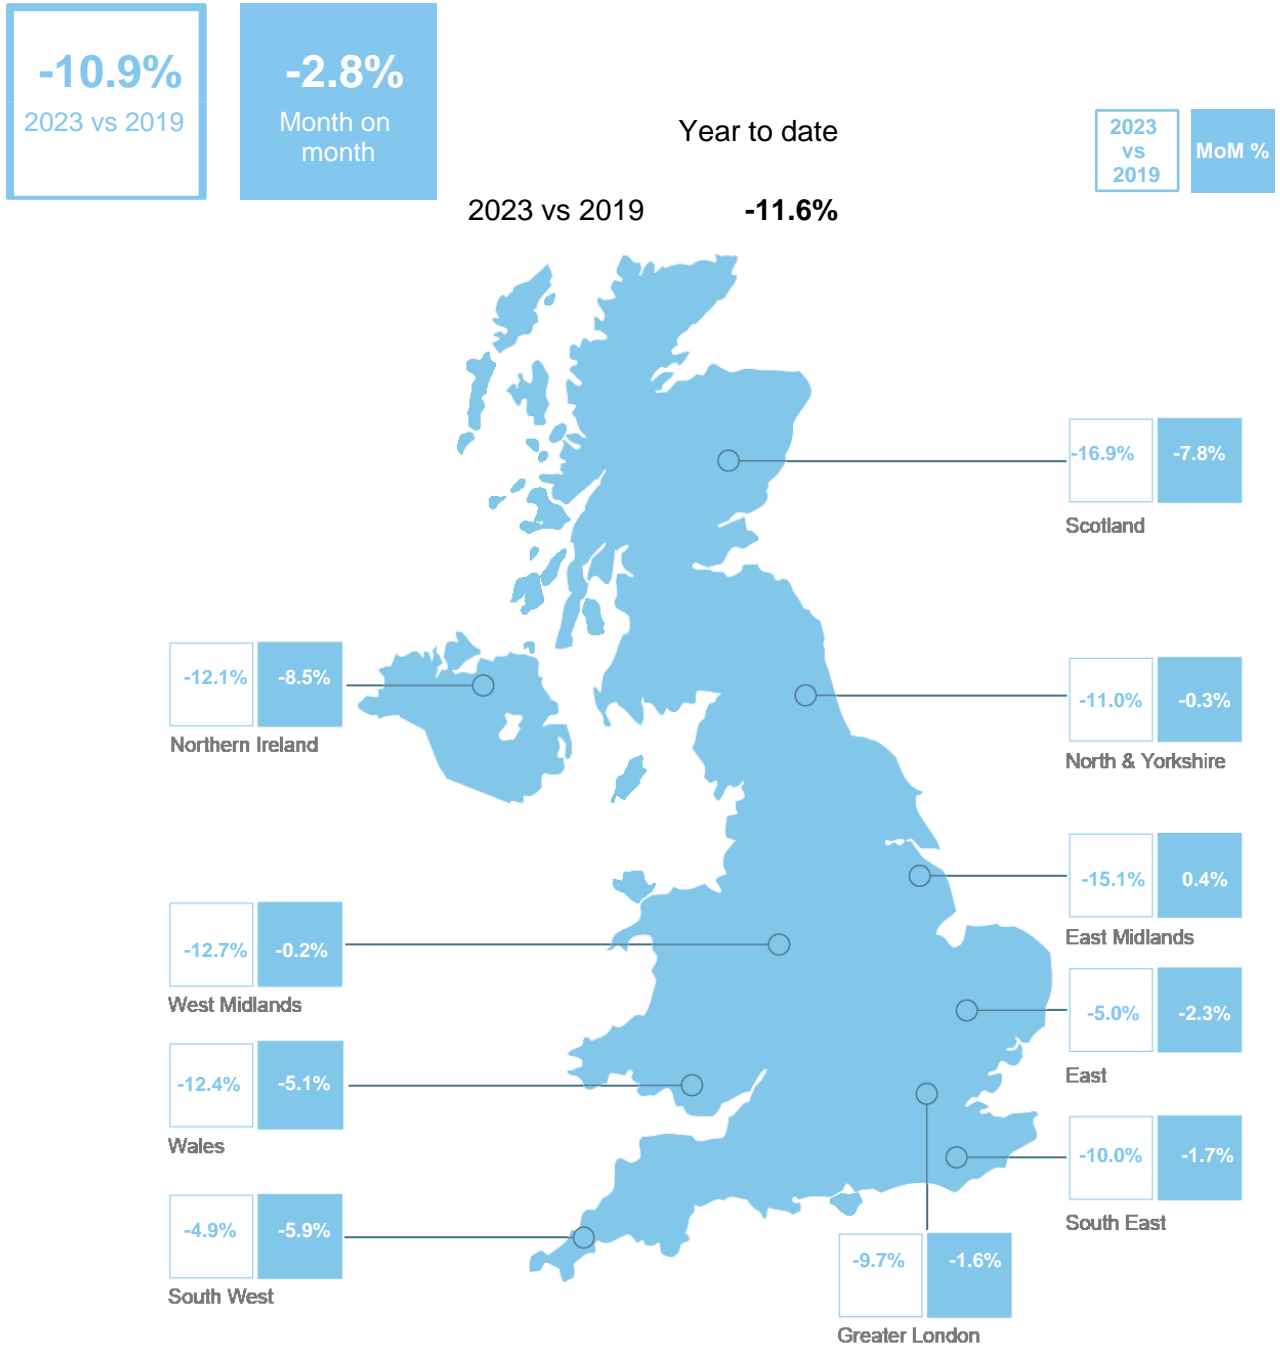 -10.9%
2023 vs 2019
-2.8%
Month on
month
Year to date
2023 vs 2019 -11.6%
2023
vs
2019
MoM %
-16.9% -7.8%
Scotland
-12.1% -8.5%
Northern Ireland
-11.0% -0.3%
North & Yorkshire
-15.1% 0.4%
East Midlands
-12.7% -0.2%
West Midlands
-5.0% -2.3%
East
-12.4% -5.1%
Wales
-10.0% -1.7%
South East
-4.9% -5.9%
South West
-9.7% -1.6%
Greater London